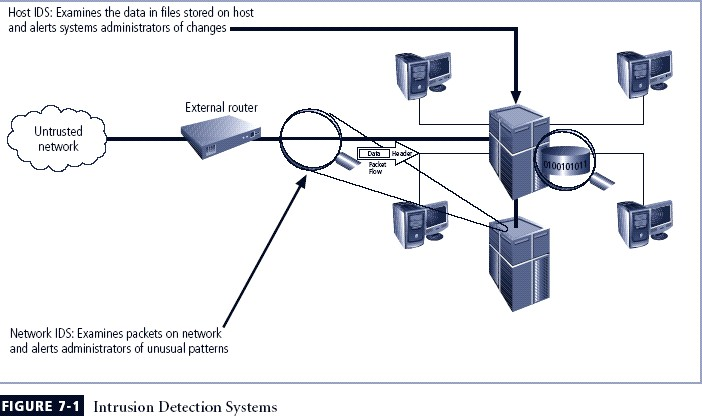 Host IDS: Examines the data in files stored on host
and alerts systems administrators of changes
External router
Untrusted
network
Data Header
Packet
Flow
0100101011
Network IDS: Examines packets on network
and alerts administrators of unusual patterns
FIGURE 7-1 Intrusion Detection Systems